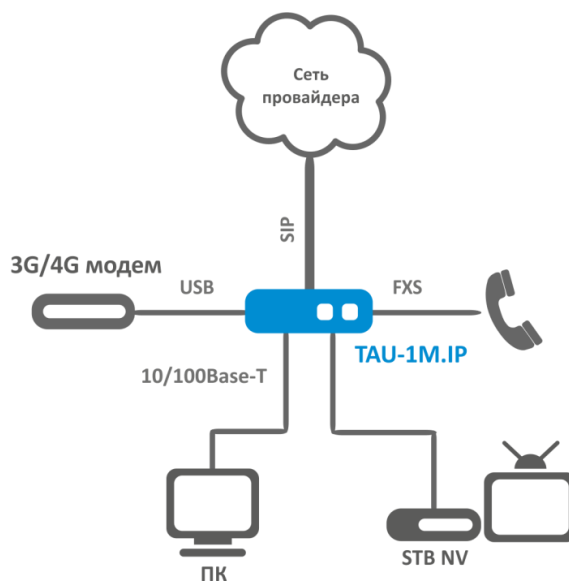 Сеть
провайдера
SIP
3G/4G модем
USB
FXS
TAU-1M.IP
10/100Base-T
STB NV
ПК